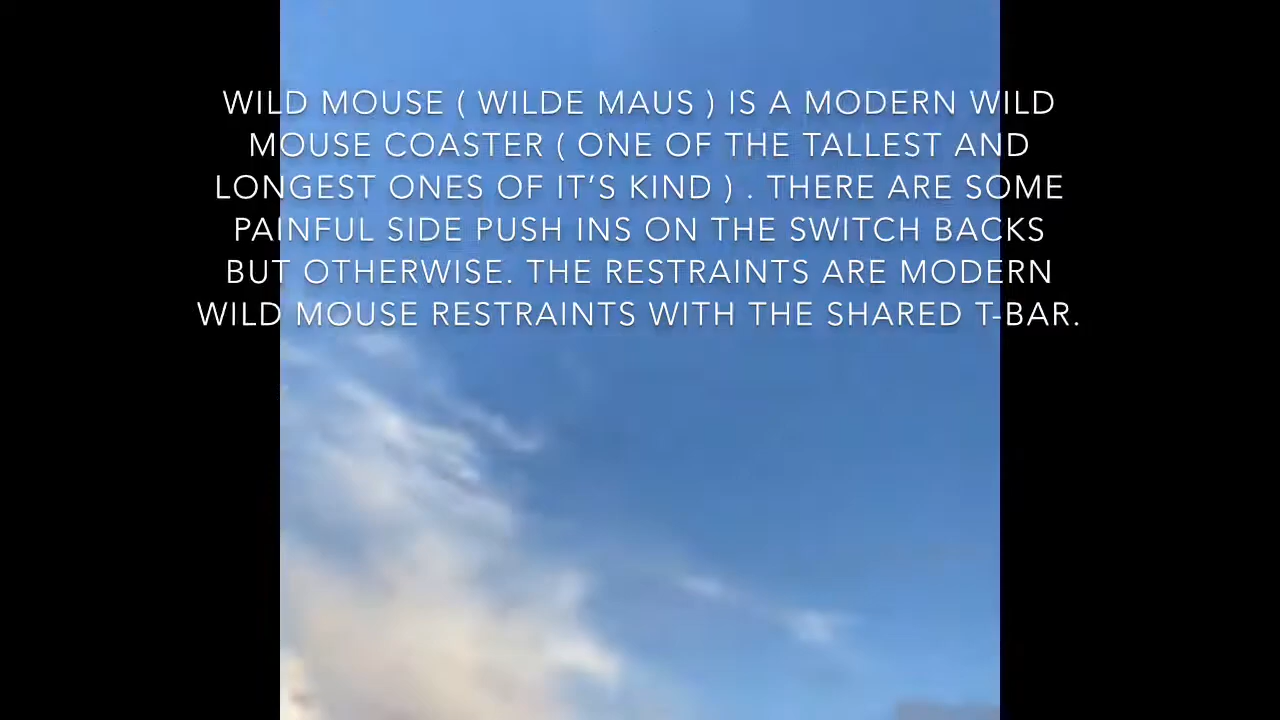 WILD MOUSE ( WILDE MAUS ) IS A MODERN WILD
MOUSE COASTER ( ONE OF THE TALLEST AND
LONGEST ONES OF IT’S KIND ) . THERE ARE SOME
PAINFUL SIDE PUSH INS ON THE SWITCH BACKS
BUT OTHERWISE. THE RESTRAINTS ARE MODERN
WILD MOUSE RESTRAINTS WITH THE SHARED T-BAR.